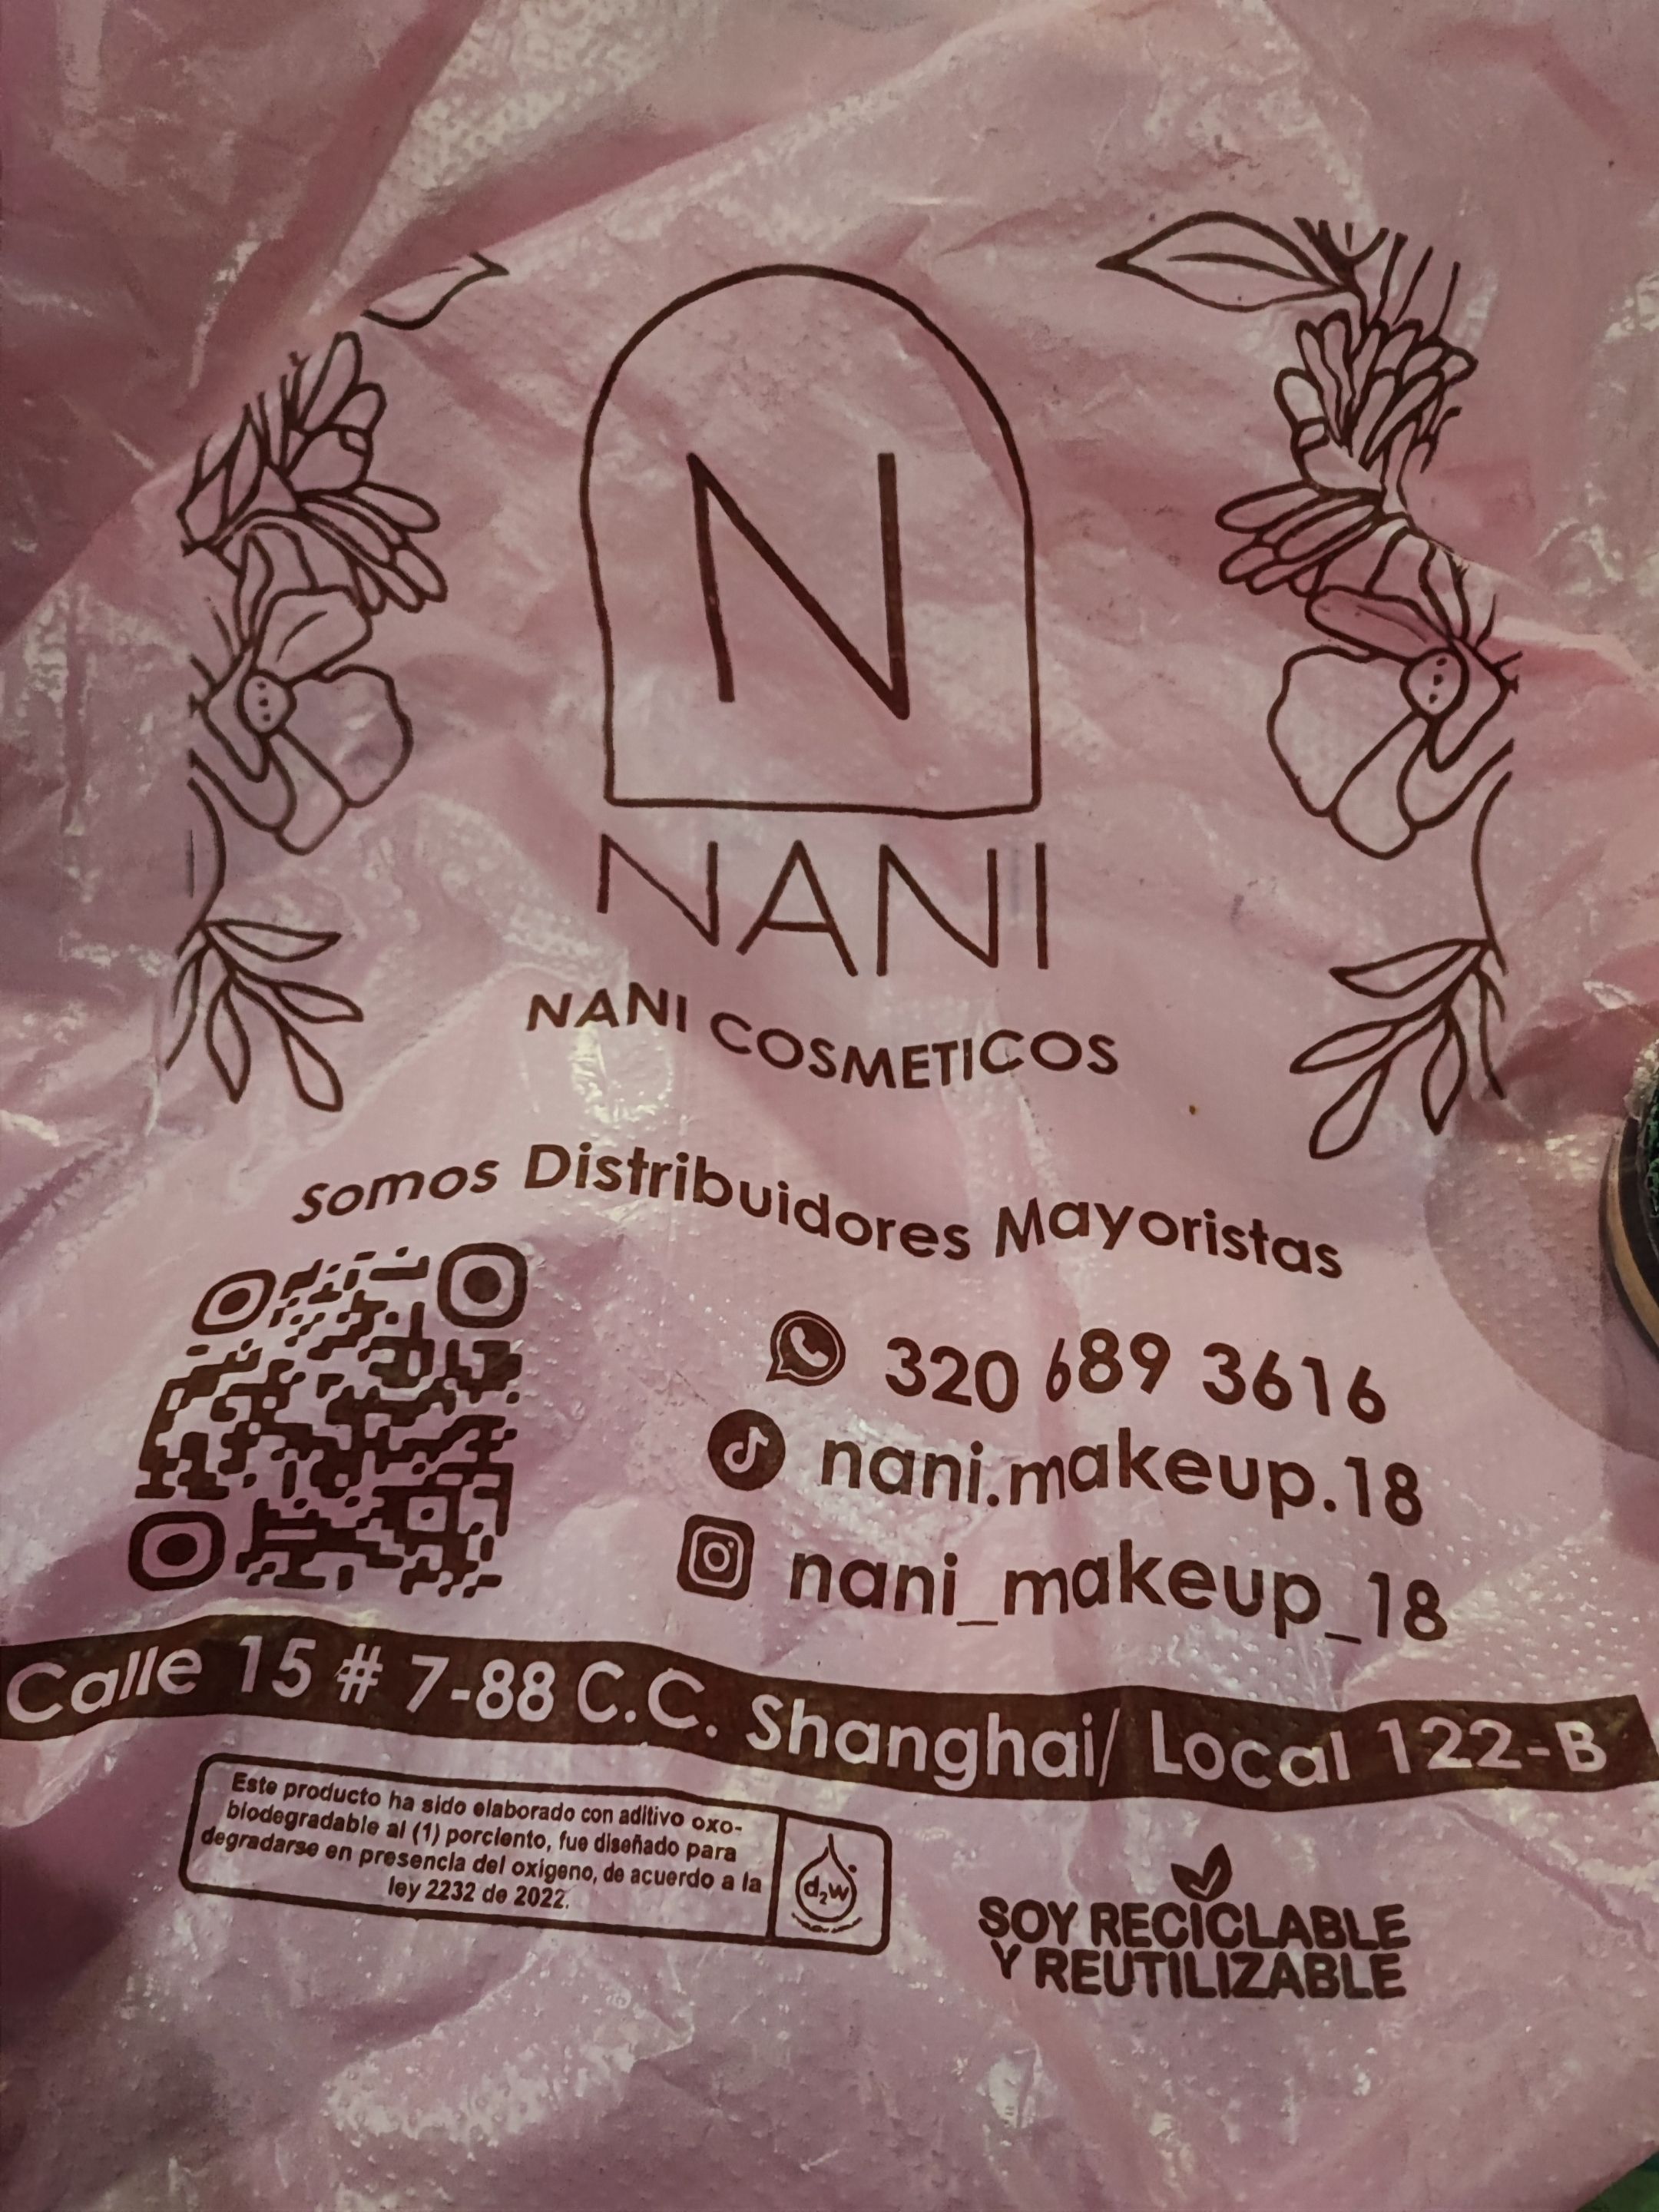 N
NANI
NANI COSMETICOS
Somos Distribuidores Mayoristas
320 689 3616
nani.makeup.18
nani_makeup_18
Calle 15 # 7-88 C.C. Shanghai/ Local 122-B
Este producto ha sido elaborado con aditivo oxo-
biodegradable al (1) porciento, fue diseñado para
degradarse en presencia del oxigeno, de acuerdo a la
ley 2232 de 2022.
d₂w
SOY RECICLABLE
Y REUTILIZABLE